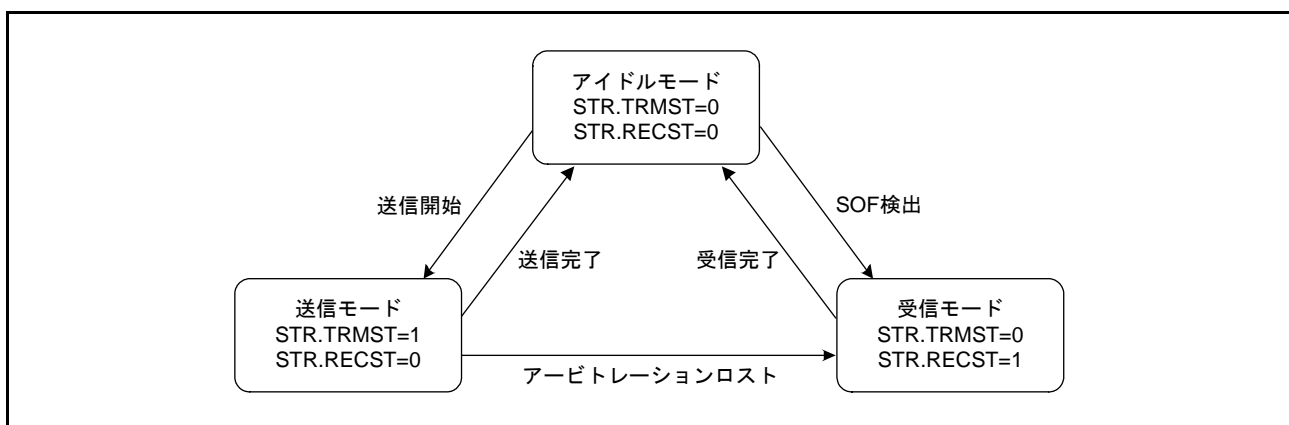 アイドルモード
STR.TRMST=0
STR.RECST=0
送信開始
SOF検出
送信完了
受信完了
送信モード
STR.TRMST=1
STR.RECST=0
受信モード
STR.TRMST=0
STR.RECST=1
アービトレーションロスト